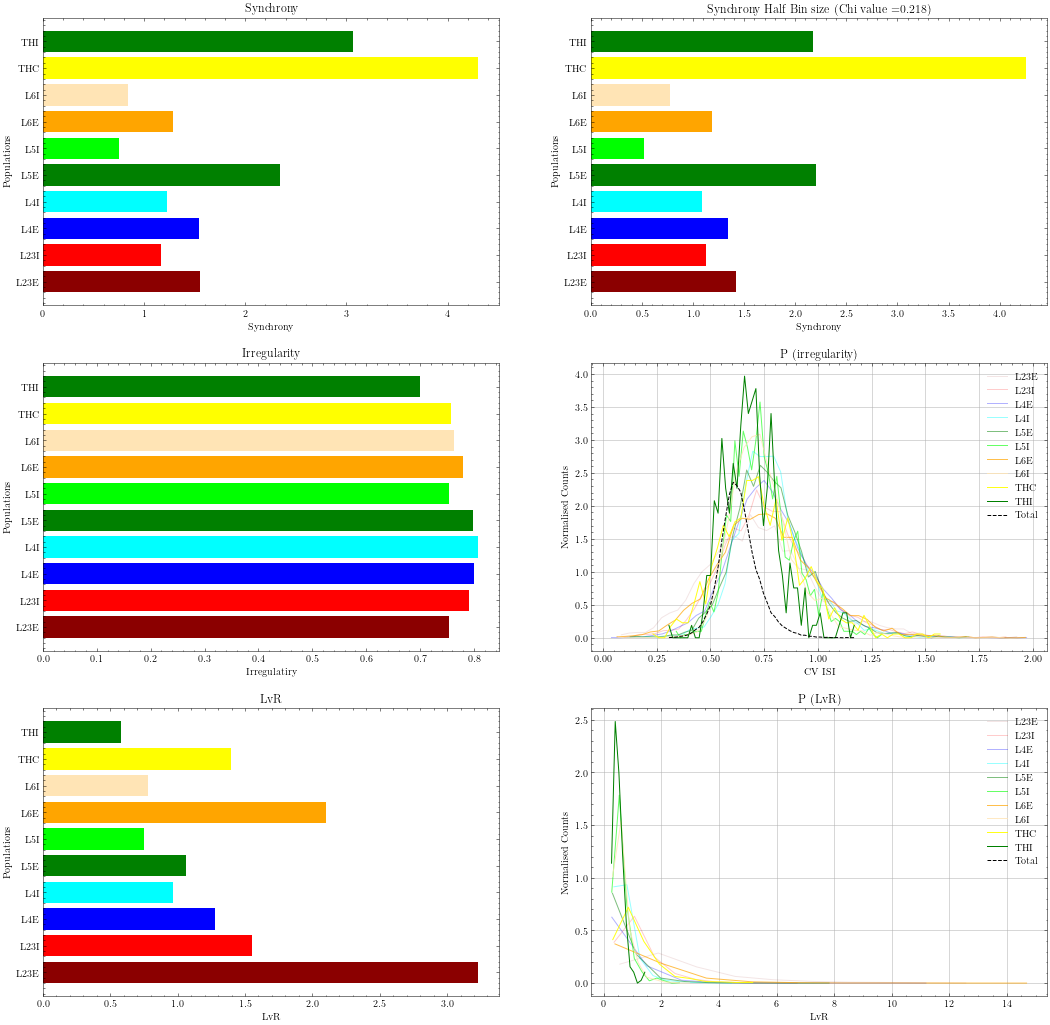 Synchrony
THI
THC
L6I
L6E
L5I
L5E
L4I
L4E
L23I
L23E
Populations
0 1 2 3 4
Synchrony
Synchrony Half Bin size (Chi value =0.218)
THI
THC
L6I
L6E
L5I
L5E
L4I
L4E
L23I
L23E
Populations
0.0 0.5 1.0 1.5 2.0 2.5 3.0 3.5 4.0
Synchrony
Irregularity
THI
THC
L6I
L6E
L5I
L5E
L4I
L4E
L23I
L23E
Populations
0.0 0.1 0.2 0.3 0.4 0.5 0.6 0.7 0.8
Irregulatiry
P (irregularity)
4.0
3.5
3.0
2.5
2.0
1.5
1.0
0.5
0.0
Normalised Counts
L23E
L23I
L4E
L4I
L5E
L5I
L6E
L6I
THC
THI
Total
0.00 0.25 0.50 0.75 1.00 1.25 1.50 1.75 2.00
CV ISI
LvR
THI
THC
L6I
L6E
L5I
L5E
L4I
L4E
L23I
L23E
Populations
0.0 0.5 1.0 1.5 2.0 2.5 3.0
LvR
P (LvR)
2.5
2.0
1.5
1.0
0.5
0.0
Normalised Counts
L23E
L23I
L4E
L4I
L5E
L5I
L6E
L6I
THC
THI
Total
0 2 4 6 8 10 12 14
LvR